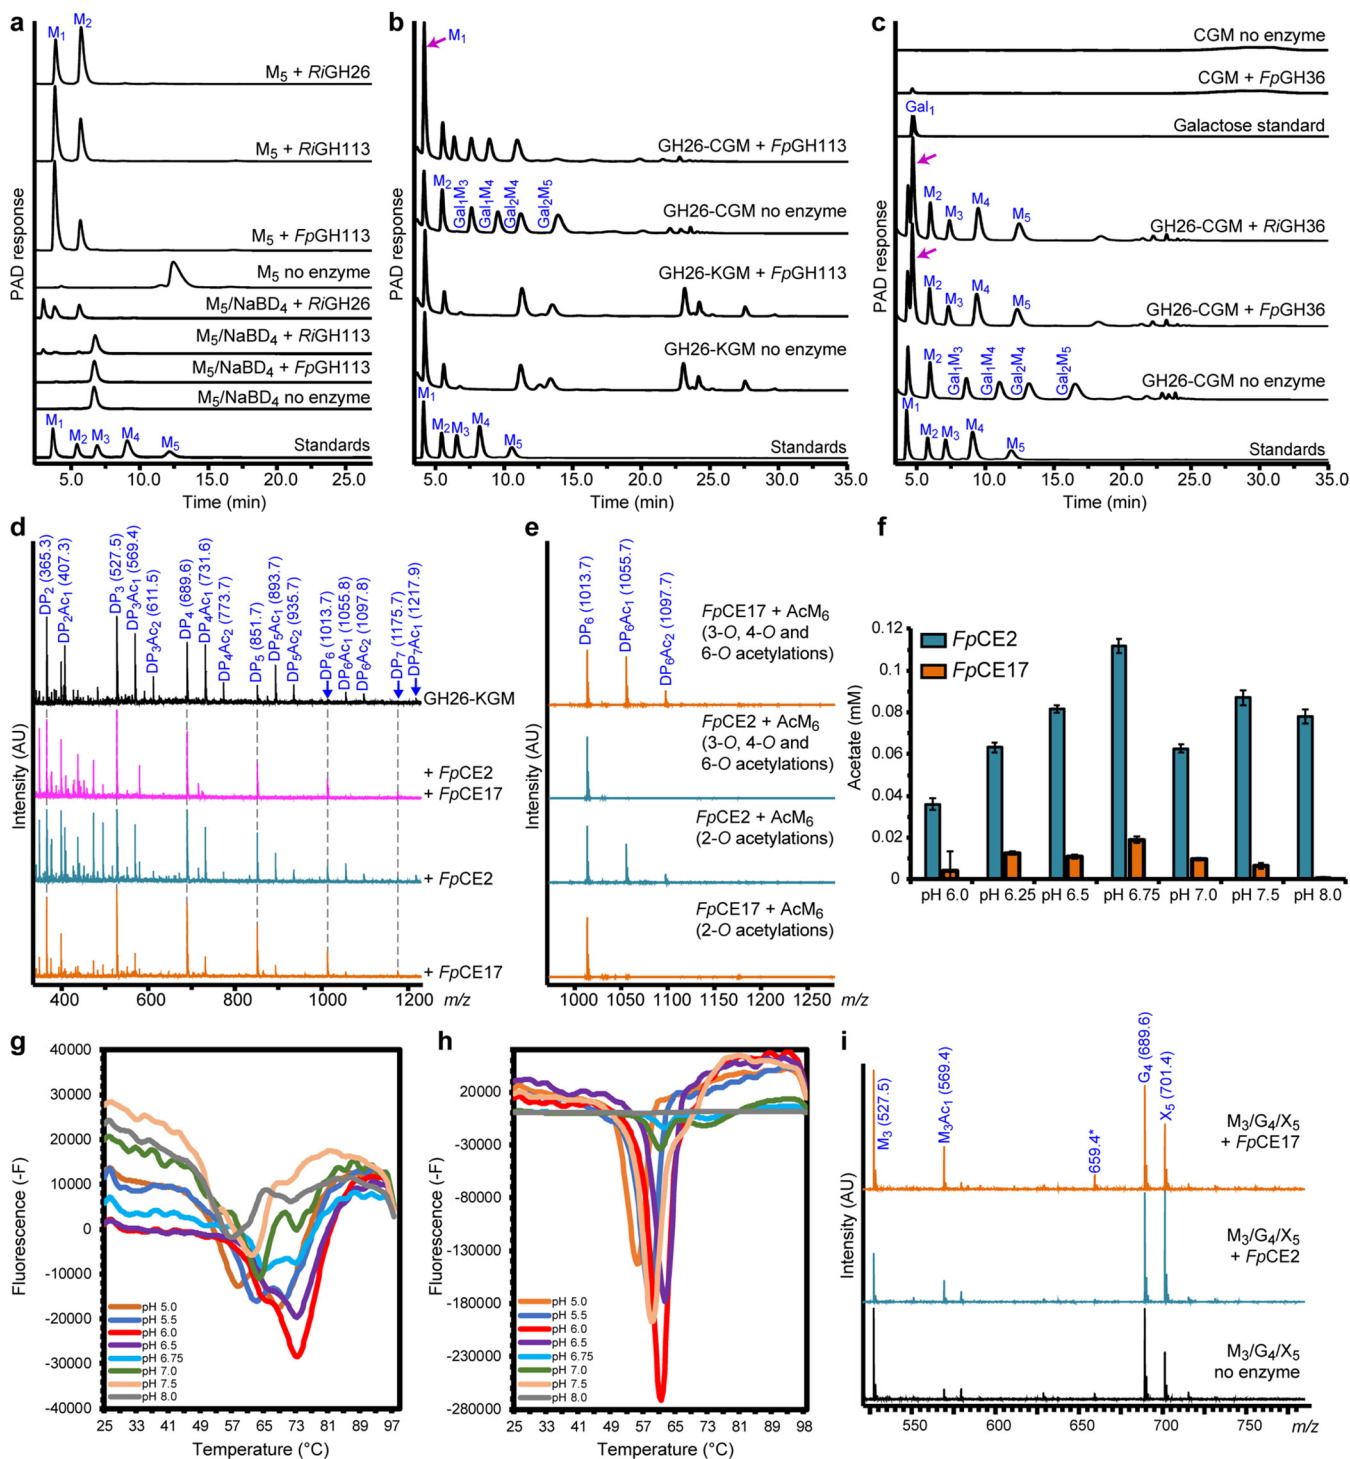 a
M1
M2
M5 + RiGH26
M5 + RiGH113
M5 + FpGH113
M5 no enzyme
M5/NaBD4 + RiGH26
M5/NaBD4 + RiGH113
M5/NaBD4 + FpGH113
M5/NaBD4 no enzyme
M1 M2 M3 M4 M5
Standards
PAD response
5.0 10.0 15.0 20.0 25.0
Time (min)
b
M1
GH26-CGM + FpGH113
M2 Gal1M3 Gal1M4 Gal2M4 Gal2M5
GH26-CGM no enzyme
GH26-KGM + FpGH113
GH26-KGM no enzyme
M1
M2 M3 M4 M5
Standards
PAD response
5.0 10.0 15.0 20.0 25.0 30.0 35.0
Time (min)
c
CGM no enzyme
CGM + FpGH36
Gal1
Galactose standard
M2 M3 M4 M5
GH26-CGM + RiGH36
M2 M3 M4 M5
GH26-CGM + FpGH36
M2 Gal1M3 Gal1M4 Gal2M4 Gal2M5
GH26-CGM no enzyme
M1
M2 M3 M4 M5
Standards
PAD response
5.0 10.0 15.0 20.0 25.0 30.0 35.0
Time (min)
d
DP2 (365.3)
DP2Ac1 (407.3)
DP3 (527.5)
DP3Ac1 (569.4)
DP3Ac2 (611.5)
DP4 (689.6)
DP4Ac1 (731.6)
DP4Ac2 (773.7)
DP5 (851.7)
DP5Ac1 (893.7)
DP5Ac2 (935.7)
DP6 (1013.7)
DP6Ac1 (1055.8)
DP6Ac2 (1097.8)
DP7 (1175.7)
DP7Ac1 (1217.9)
GH26-KGM
+ FpCE2
+ FpCE17
+ FpCE2
+ FpCE17
Intensity (AU)
400 600 800 1000 1200 m/z
e
DP6 (1013.7)
DP6Ac1 (1055.7)
DP6Ac2 (1097.7)
FpCE17 + AcM6
(3-O, 4-O and
6-O acetylations)
FpCE2 + AcM6
(3-O, 4-O and
6-O acetylations)
FpCE2 + AcM6
(2-O acetylations)
FpCE17 + AcM6
(2-O acetylations)
Intensity (AU)
1000 1050 1100 1150 1200 1250 m/z
f
FpCE2
FpCE17
Acetate (mM)
0.12
0.1
0.08
0.06
0.04
0.02
0
pH 6.0 pH 6.25 pH 6.5 pH 6.75 pH 7.0 pH 7.5 pH 8.0
g
Fluorescence (-F)
40000
30000
20000
10000
0
-10000
-20000
-30000
-40000
pH 5.0
pH 5.5
pH 6.0
pH 6.5
pH 6.75
pH 7.0
pH 7.5
pH 8.0
25 33 41 49 57 65 73 81 89 97
Temperature (°C)
h
Fluorescence (-F)
20000
-30000
-80000
-130000
-180000
-230000
-280000
pH 5.0
pH 5.5
pH 6.0
pH 6.5
pH 6.75
pH 7.0
pH 7.5
pH 8.0
25 33 41 49 57 65 73 81 89 98
Temperature (°C)
i
M3 (527.5)
M3Ac1 (569.4)
659.4*
G4 (689.6)
X5 (701.4)
M3/G4/X5
+ FpCE17
M3/G4/X5
+ FpCE2
M3/G4/X5
no enzyme
Intensity (AU)
550 600 650 700 750 m/z